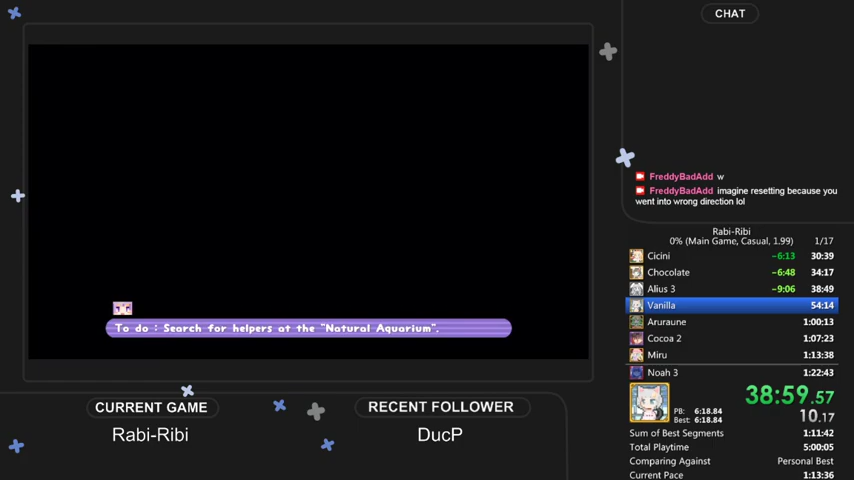 CHAT
FreddyBadAdd w
FreddyBadAdd imagine resetting because you
went into wrong direction lol
To do : Search for helpers at the "Natural Aquarium".
Rabi-Ribi
0% (Main Game, Casual, 1.99) 1/17
Cicini −6:13 30:39
Chocolate −6:48 34:17
Alius 3 −9:06 38:49
Vanilla 54:14
Aruraune 1:00:13
Cocoa 2 1:07:23
Miru 1:13:38
Noah 3 1:22:43
38:59.57
PB: 6:18.84 10.17
Best: 6:18.84
Sum of Best Segments 1:11:42
Total Playtime 5:00:05
Comparing Against Personal Best
Current Pace 1:13:36
CURRENT GAME
Rabi-Ribi
RECENT FOLLOWER
DucP